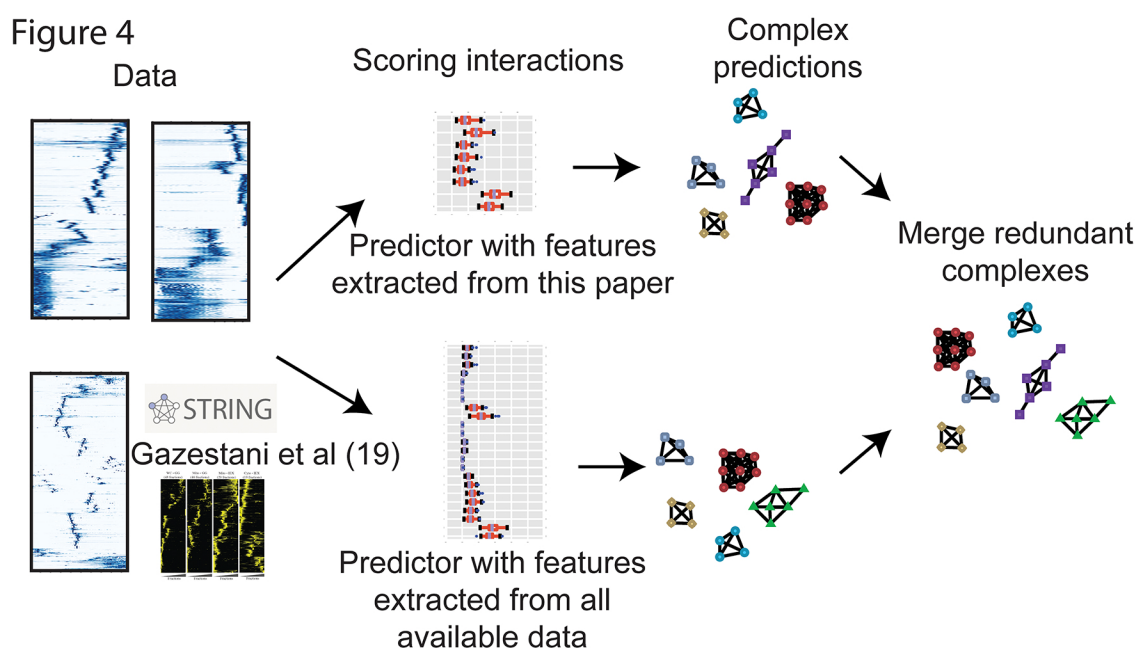 Figure 4
Data
Scoring interactions
Complex
predictions
Predictor with features
extracted from this paper
Merge redundant
complexes
STRING
Gazestani et al (19)
Predictor with features
extracted from all
available data